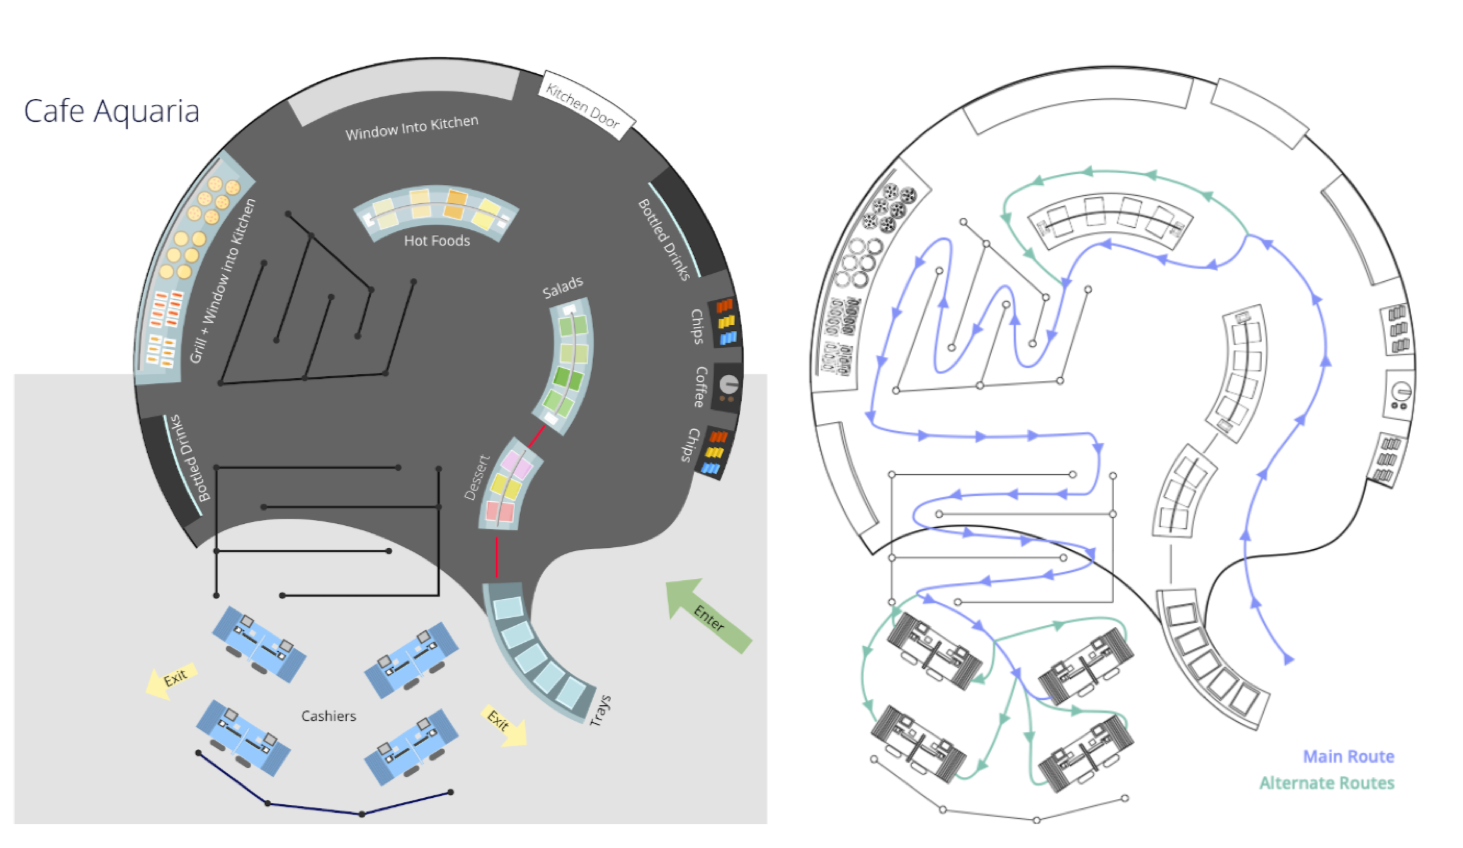 Cafe Aquaria
Kitchen Door
Window Into Kitchen
Grill + Window into Kitchen
Hot Foods
Bottled Drinks
Salads
Chips
Coffee
Chips
Dessert
Bottled Drinks
Enter
Exit
Cashiers
Exit
Trays
Main Route
Alternate Routes